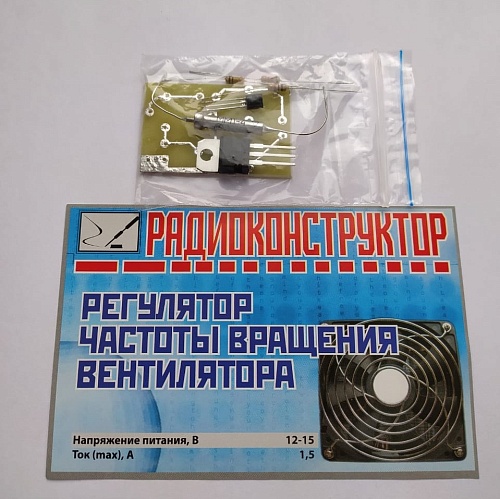 РАДИОКОНСТРУКТОР
РЕГУЛЯТОР
ЧАСТОТЫ ВРАЩЕНИЯ
ВЕНТИЛЯТОРА
Напряжение питания, В 12-15
Ток (max), А 1,5